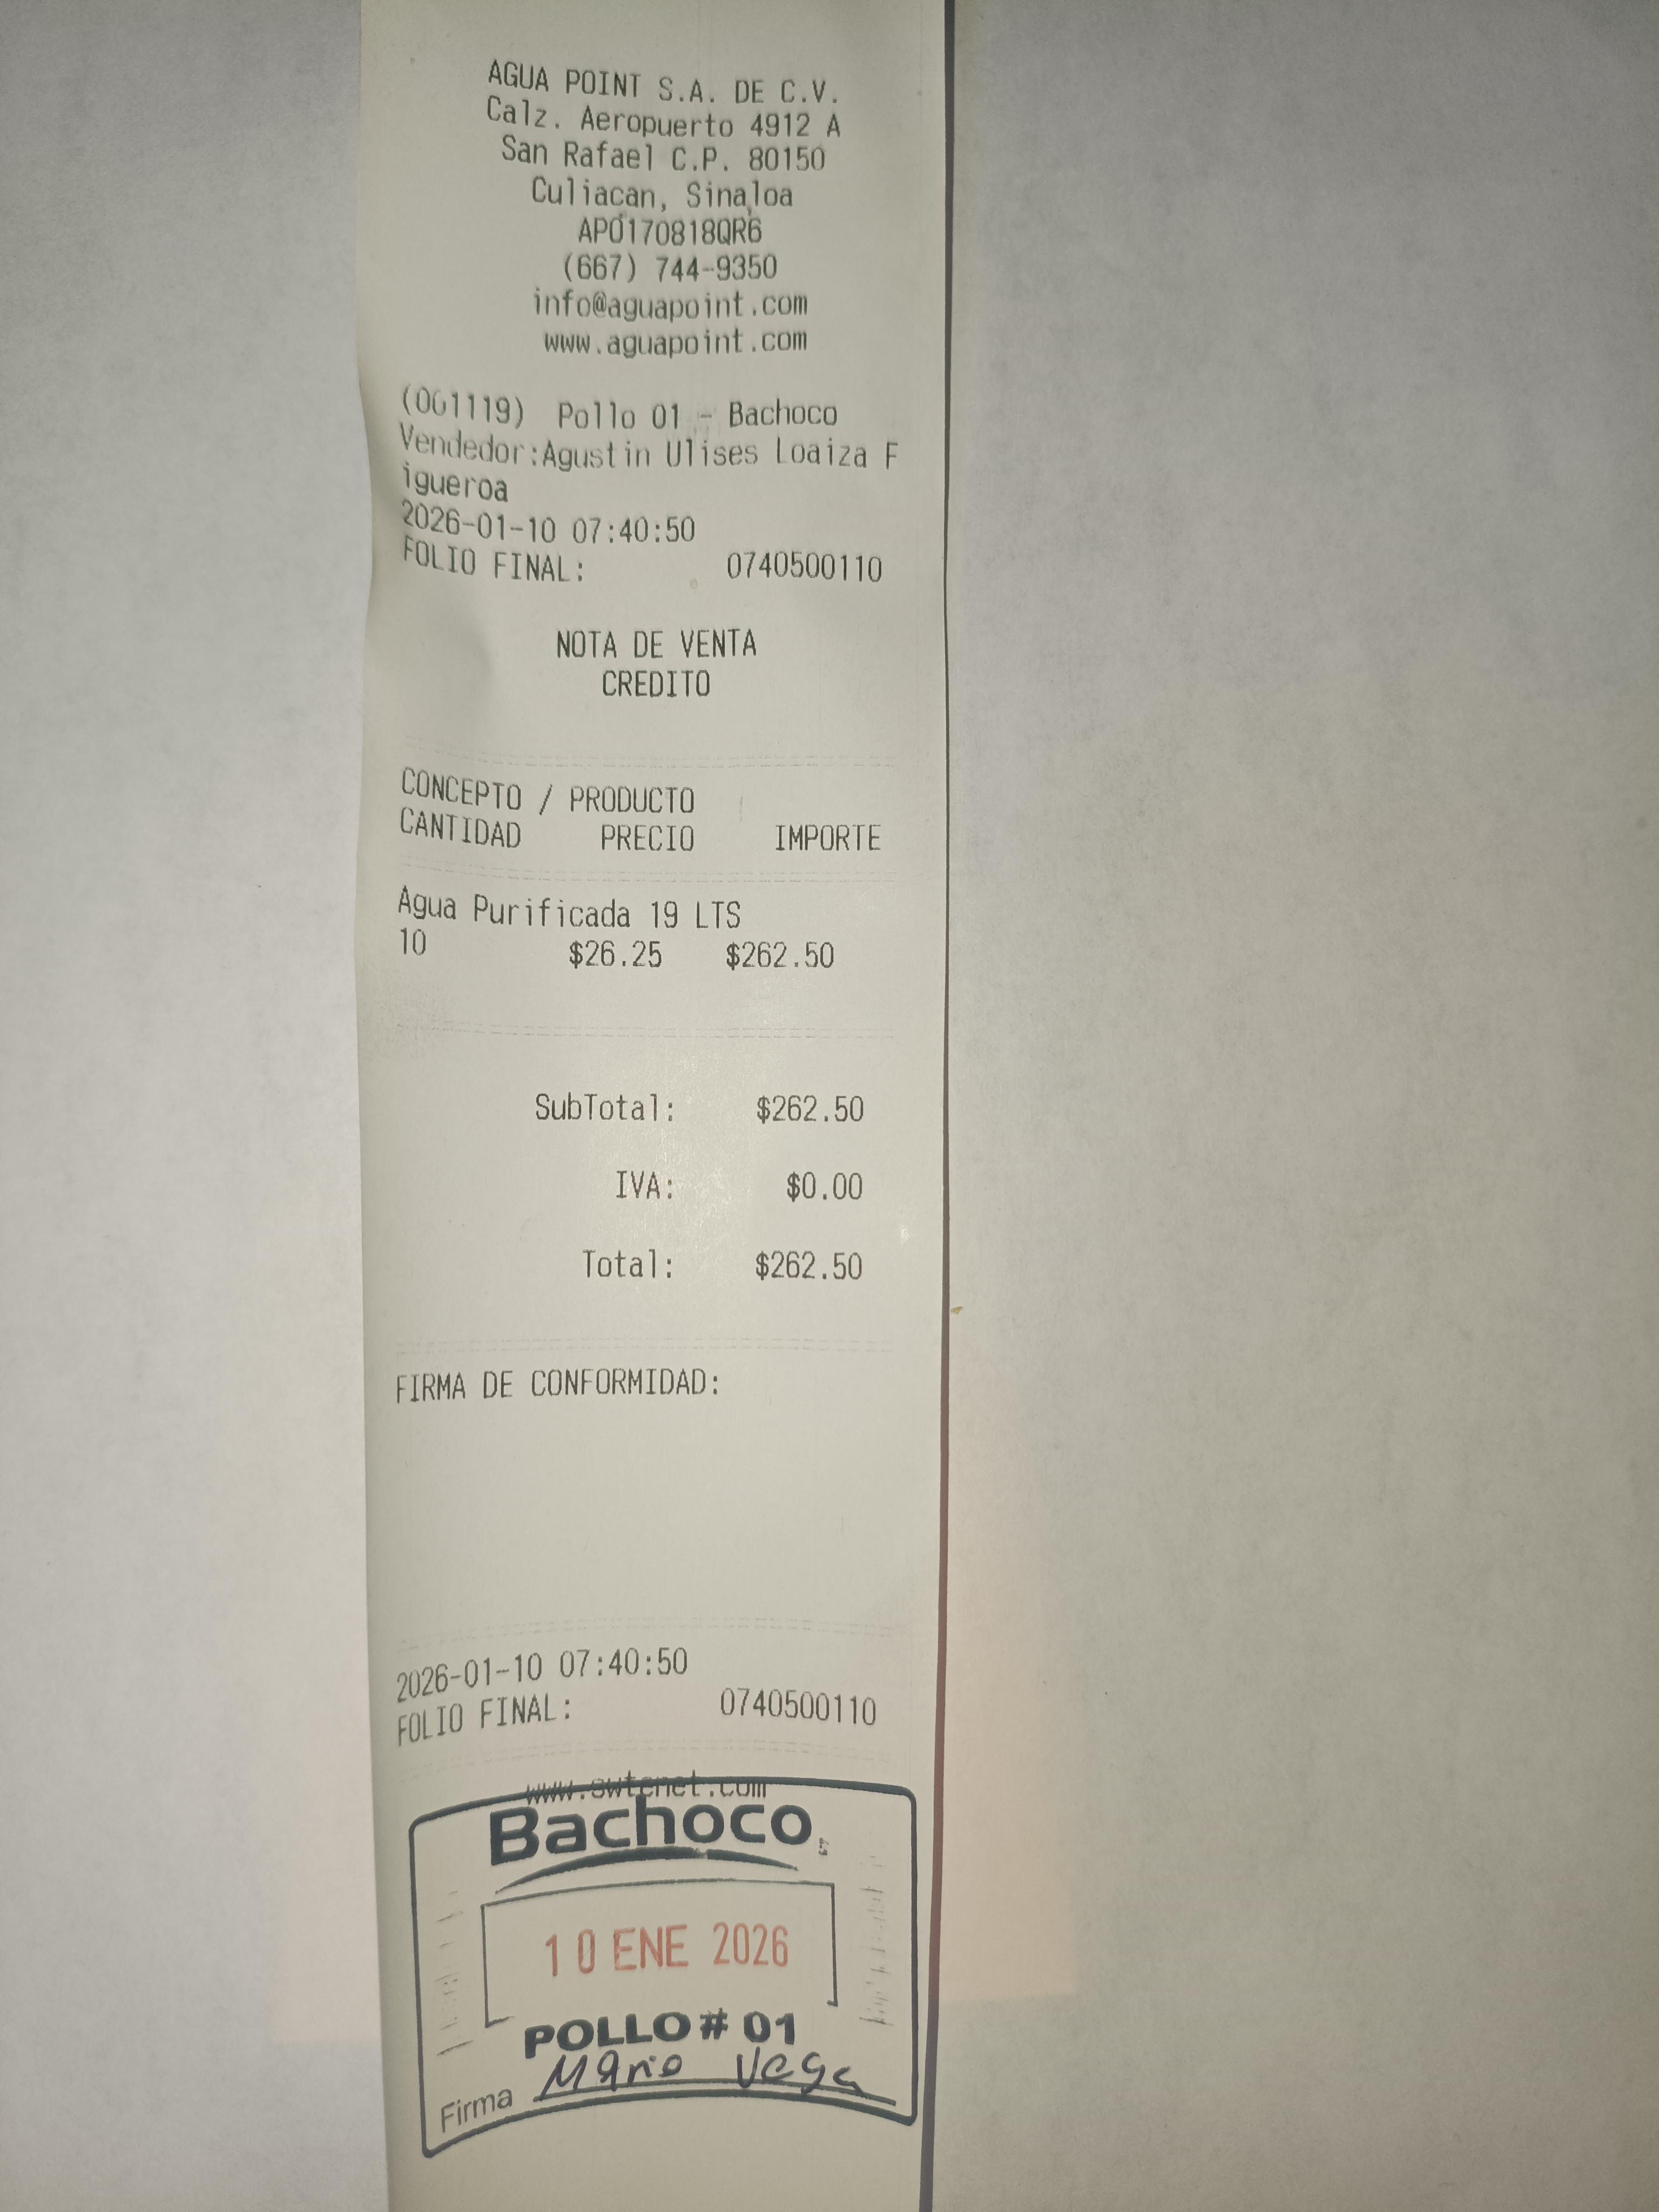 AGUA POINT S.A. DE C.V.
Calz. Aeropuerto 4912 A
San Rafael C.P. 80150
Culiacan, Sinaloa
APO170818QR6
(667) 744-9350
info@aguapoint.com
www.aguapoint.com
(001119) Pollo 01 - Bachoco
Vendedor:Agustin Ulises Loaiza F
igueroa
2026-01-10 07:40:50
FOLIO FINAL: 0740500110
NOTA DE VENTA
CREDITO
CONCEPTO / PRODUCTO
CANTIDAD PRECIO IMPORTE
Agua Purificada 19 LTS
10 $26.25 $262.50
SubTotal: $262.50
IVA: $0.00
Total: $262.50
FIRMA DE CONFORMIDAD:
2026-01-10 07:40:50
FOLIO FINAL: 0740500110
Bachoco
10 ENE 2026
POLLO # 01
Mario Vega
Firma